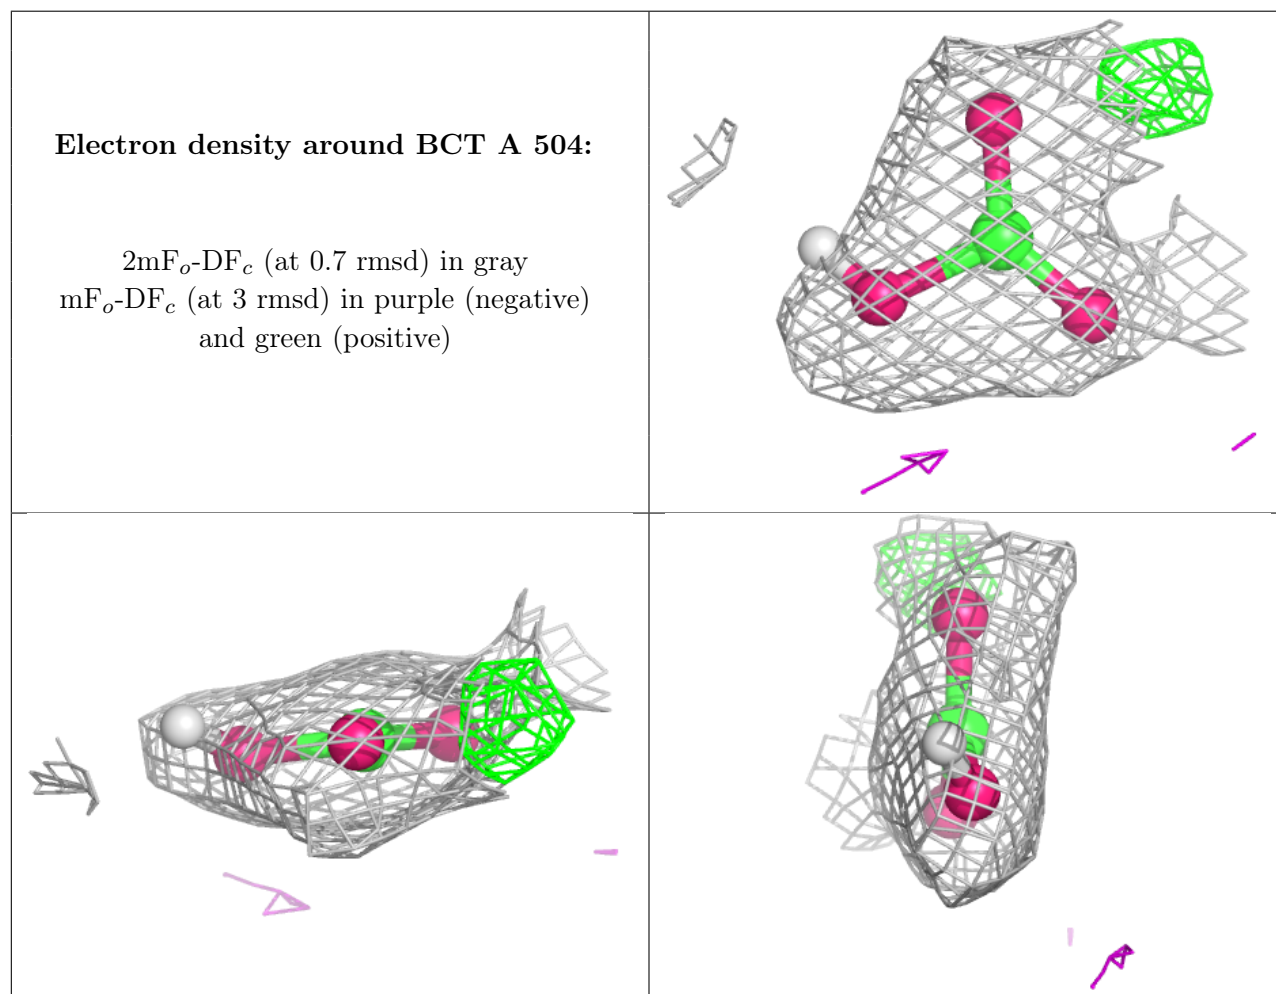 Electron density around BCT A 504:
2mFo-DFc (at 0.7 rmsd) in gray
mFo-DFc (at 3 rmsd) in purple (negative)
and green (positive)